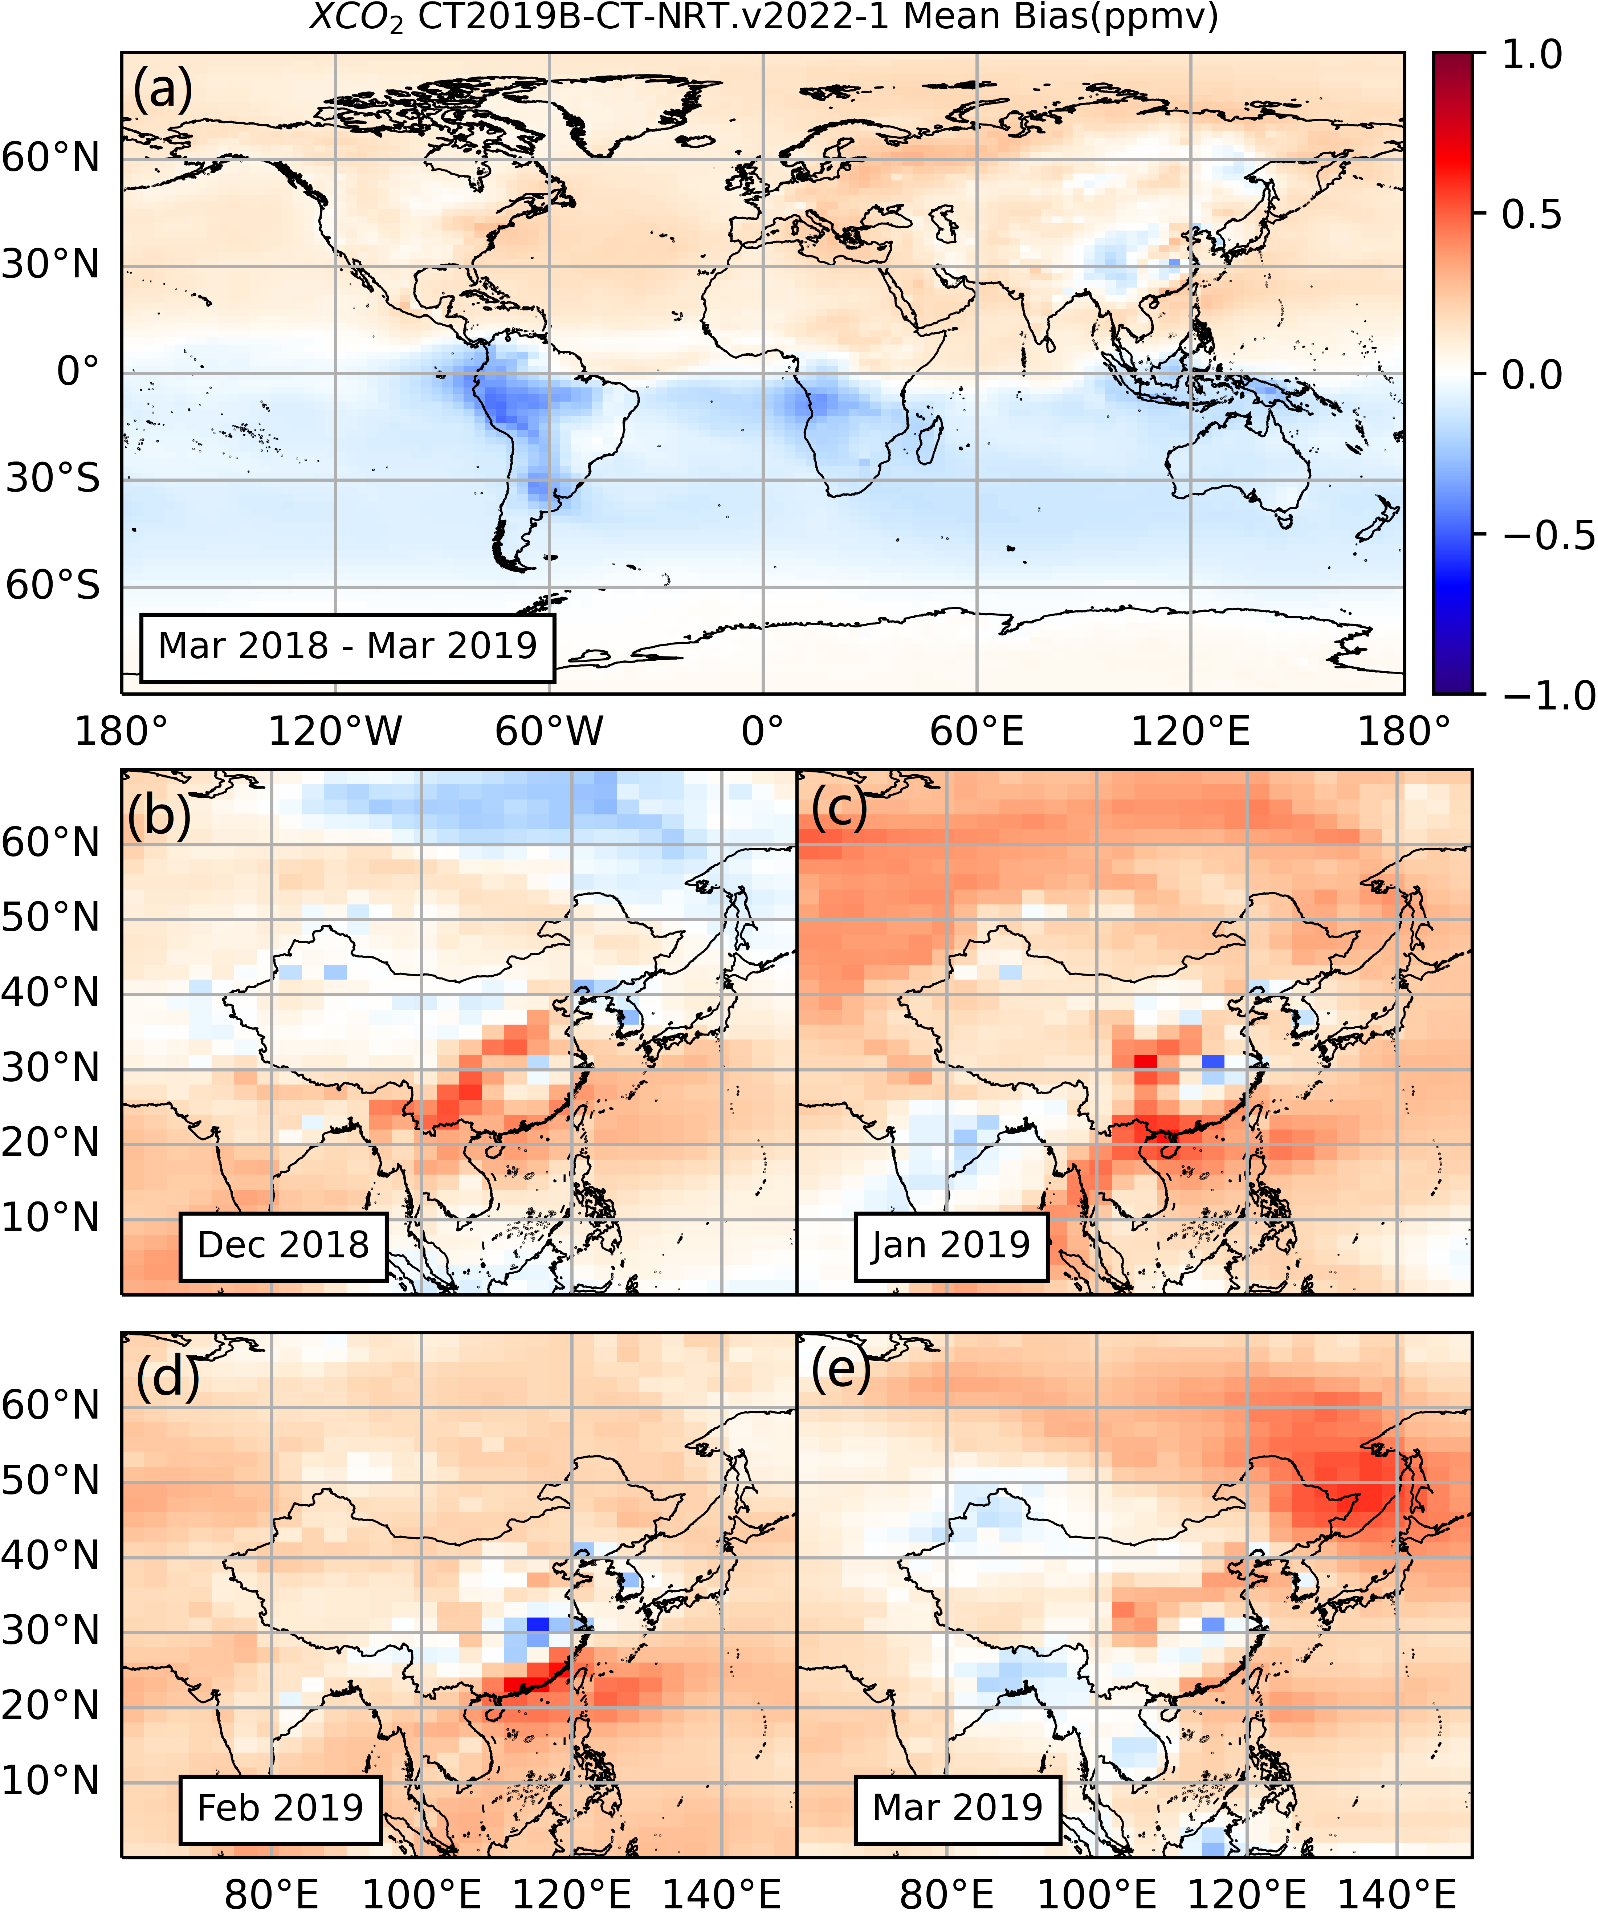 XCO₂ CT2019B-CT-NRT.v2022-1 Mean Bias(ppmv)
(a)
60°N
30°N
0°
30°S
60°S
Mar 2018 - Mar 2019
180° 120°W 60°W 0° 60°E 120°E 180°
1.0
0.5
0.0
−0.5
−1.0
(b)
(c)
60°N
50°N
40°N
30°N
20°N
10°N
Dec 2018
Jan 2019
(d)
(e)
60°N
50°N
40°N
30°N
20°N
10°N
Feb 2019
Mar 2019
80°E 100°E 120°E 140°E
80°E 100°E 120°E 140°E